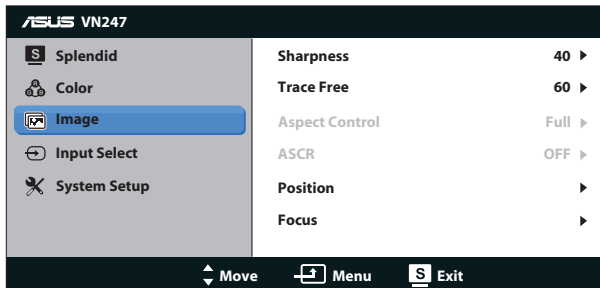 ASUS VN247
S Splendid
Color
Image
Input Select
System Setup
Sharpness 40
Trace Free 60
Aspect Control Full
ASCR OFF
Position
Focus
Move Menu S Exit